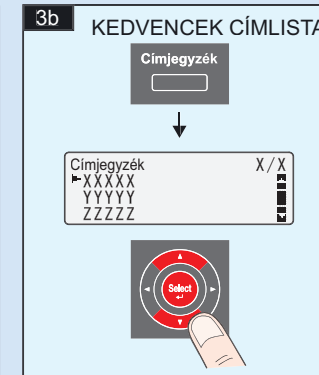 3b
KEDVENCEK CÍMLISTA
Címjegyzék
Címjegyzék X/X
XXXXX
YYYYY
ZZZZZ
Select